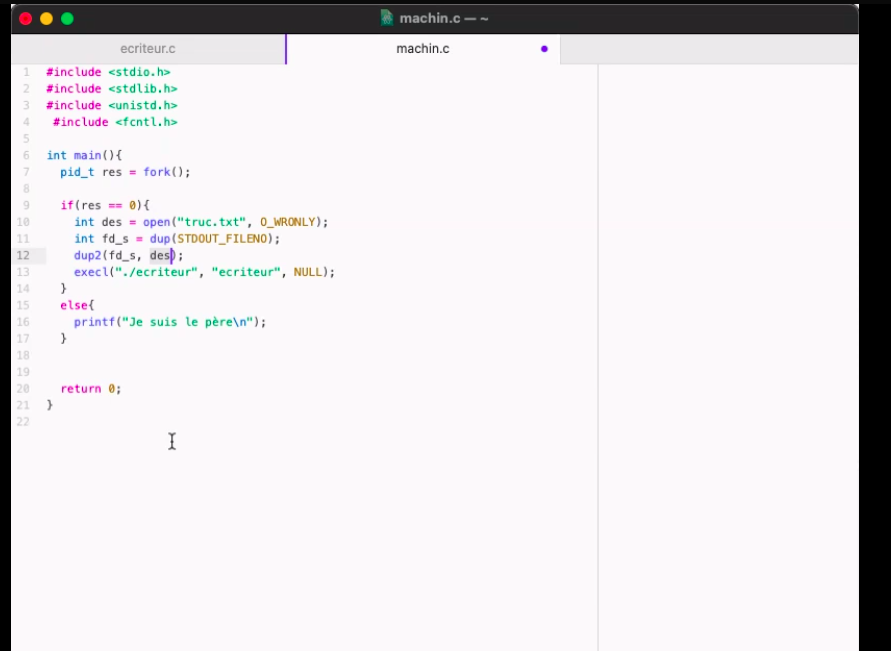 machin.c — ~
ecriteur.c
machin.c
1 #include <stdio.h>
2 #include <stdlib.h>
3 #include <unistd.h>
4  #include <fcntl.h>
5
6 int main(){
7   pid_t res = fork();
8
9   if(res == 0){
10     int des = open("truc.txt", O_WRONLY);
11     int fd_s = dup(STDOUT_FILENO);
12     dup2(fd_s, des);
13     execl("./ecriteur", "ecriteur", NULL);
14   }
15   else{
16     printf("Je suis le père\n");
17   }
18
19
20   return 0;
21 }
22